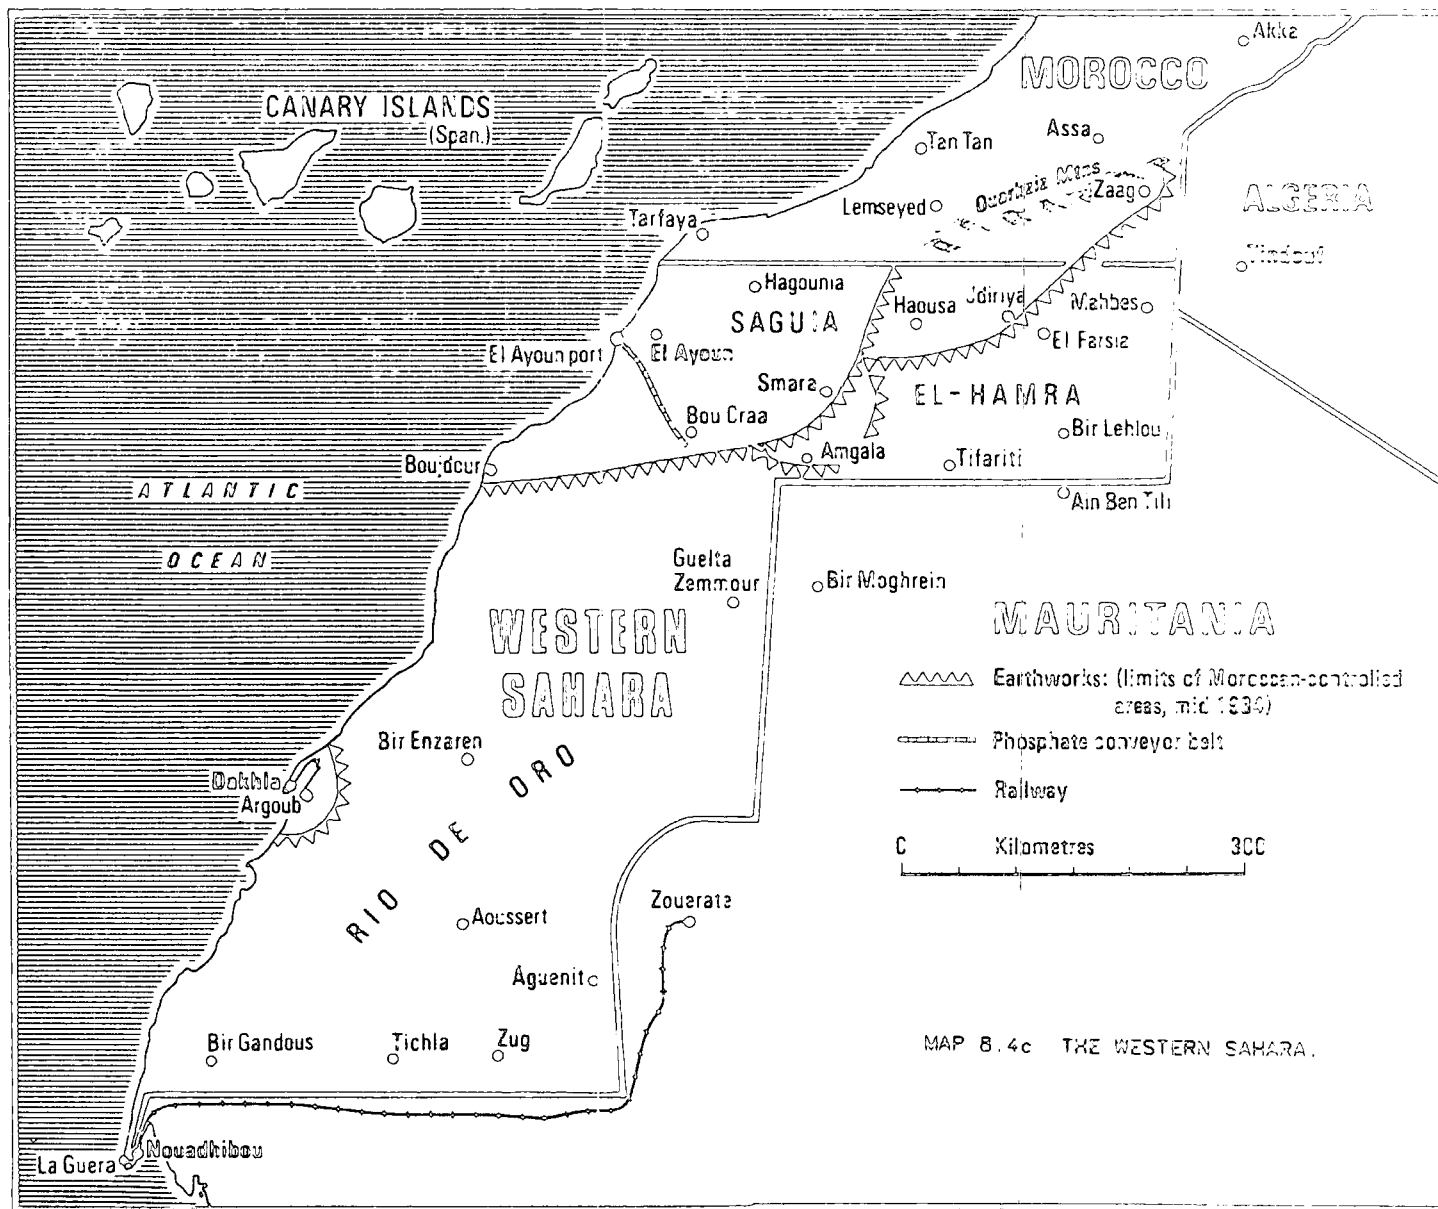 Akka
MOROCCO
CANARY ISLANDS
(Span.)
Assa
Tan Tan
Ouarkziz Mtns
Zaag
ALGERIA
Lemseyed
Tarfaya
Tindouf
Hagounia
Jdiriya
Haousa
Mahbes
SAGUIA
El Ayoun port
El Ayoun
El Farsia
Smara
EL-HAMRA
Bou Craa
Bir Lehlou
Amgala
Tifariti
Boujdour
ATLANTIC
Ain Ben Tili
OCEAN
Guelta
Zemmour
Bir Moghrein
WESTERN
SAHARA
MAURITANIA
Earthworks: (limits of Moroccan-controlled
areas, mid 1984)
Bir Enzaren
Phosphate conveyor belt
Dakhla
Argoub
Railway
RIO DE ORO
0 Kilometres 300
Zouerate
Aoussert
Aguenit
Bir Gandous
Tichla
Zug
MAP 8.4c THE WESTERN SAHARA.
Nouadhibou
La Guera